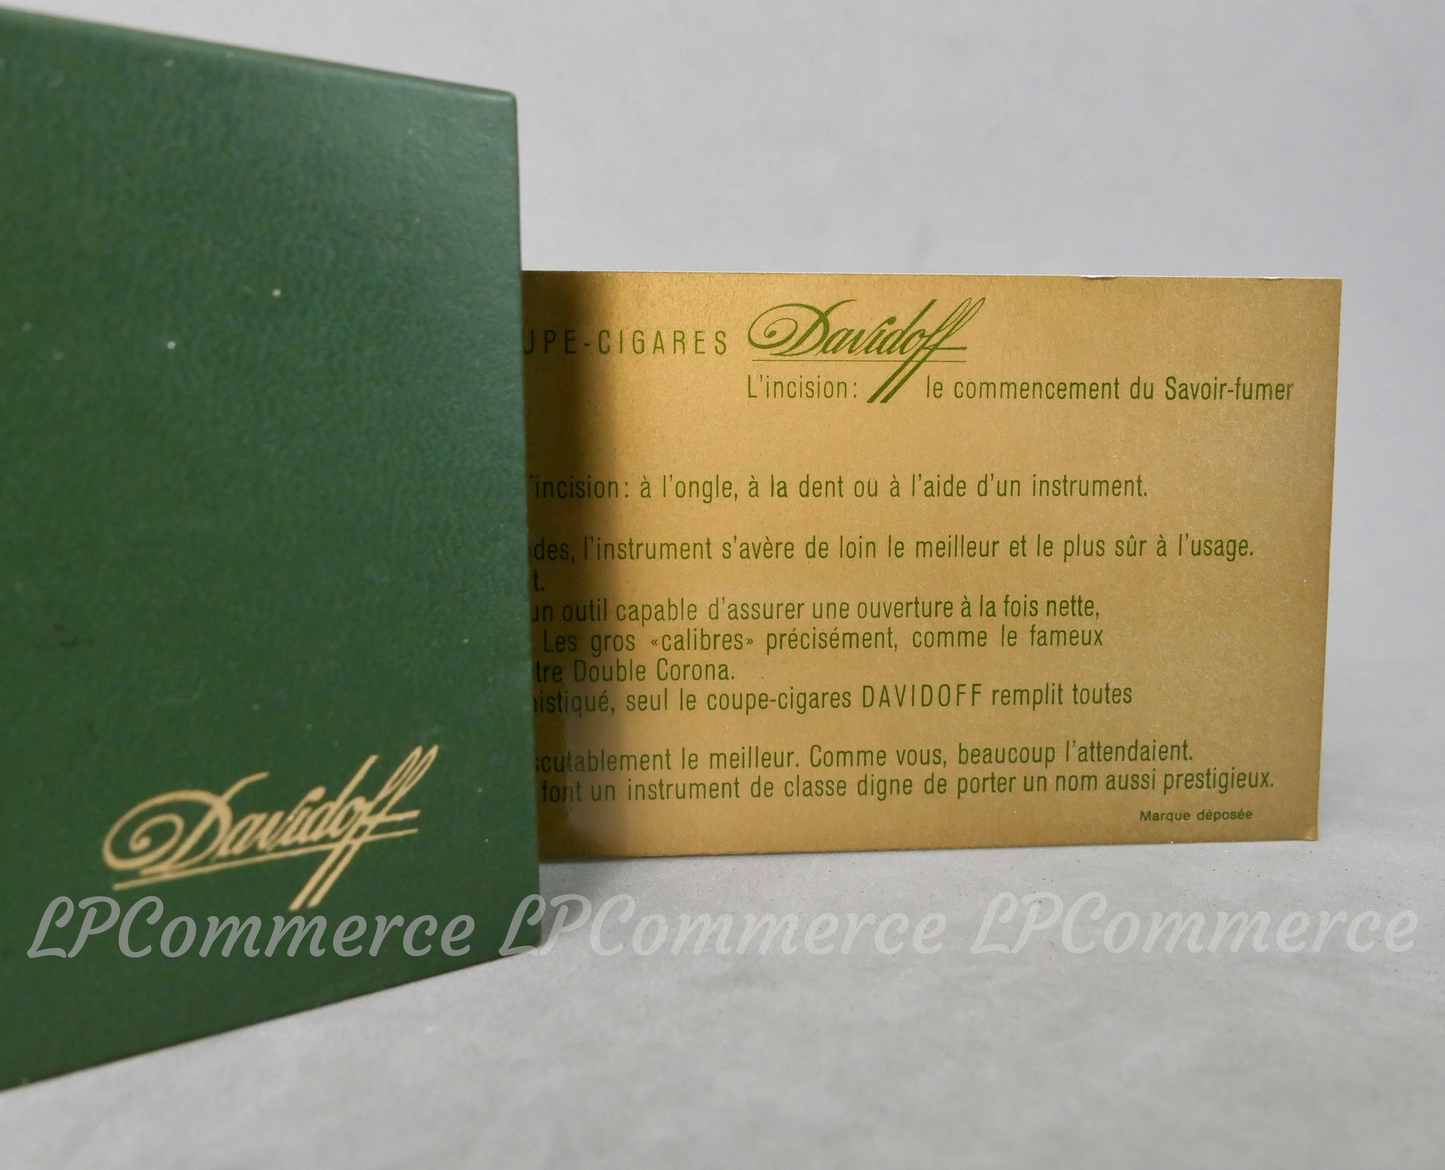 Davidoff
UPE-CIGARES Davidoff
L'incision: le commencement du Savoir-fumer
'incision: à l'ongle, à la dent ou à l'aide d'un instrument.
des, l'instrument s'avère de loin le meilleur et le plus sûr à l'usage.
t.
un outil capable d'assurer une ouverture à la fois nette,
Les gros «calibres» précisément, comme le fameux
tre Double Corona.
histiqué, seul le coupe-cigares DAVIDOFF remplit toutes
scutablement le meilleur. Comme vous, beaucoup l'attendaient.
font un instrument de classe digne de porter un nom aussi prestigieux.
Marque déposée
LPCommerce LPCommerce LPCommerce